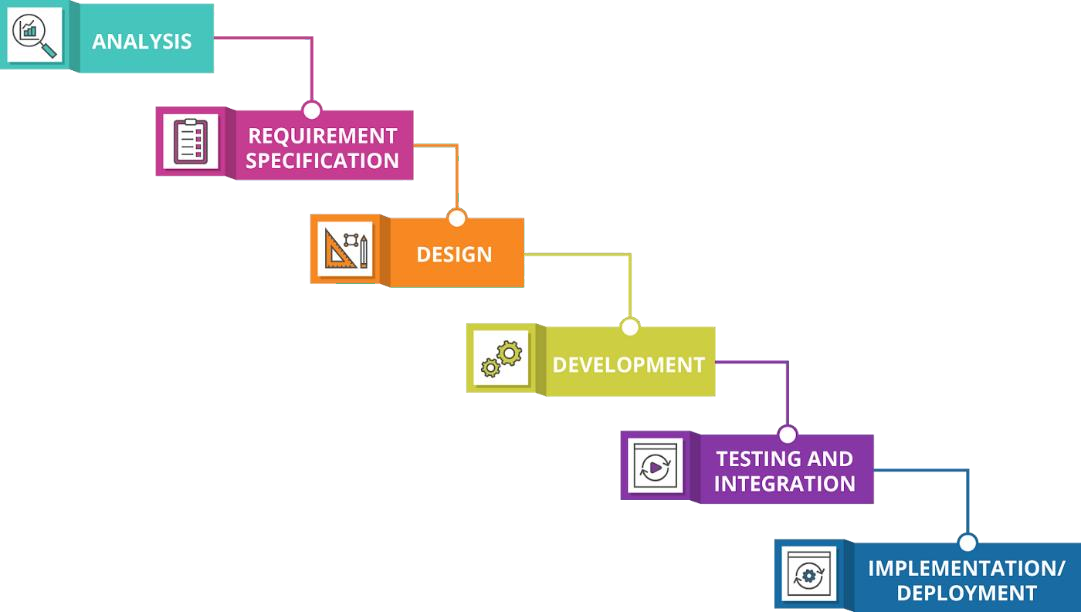 ANALYSIS
REQUIREMENT
SPECIFICATION
DESIGN
DEVELOPMENT
TESTING AND
INTEGRATION
IMPLEMENTATION/
DEPLOYMENT